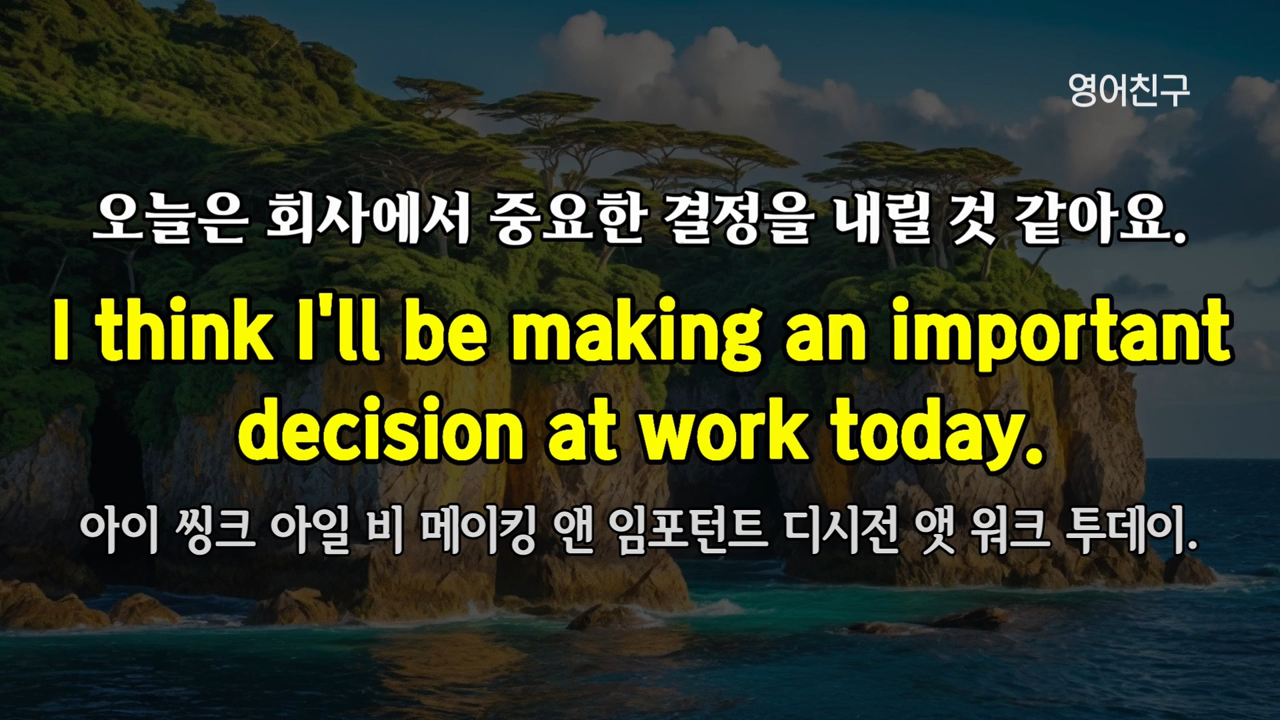 영어친구
오늘은 회사에서 중요한 결정을 내릴 것 같아요.
I think I'll be making an important
decision at work today.
아이 씽크 아일 비 메이킹 앤 임포턴트 디시전 앳 워크 투데이.